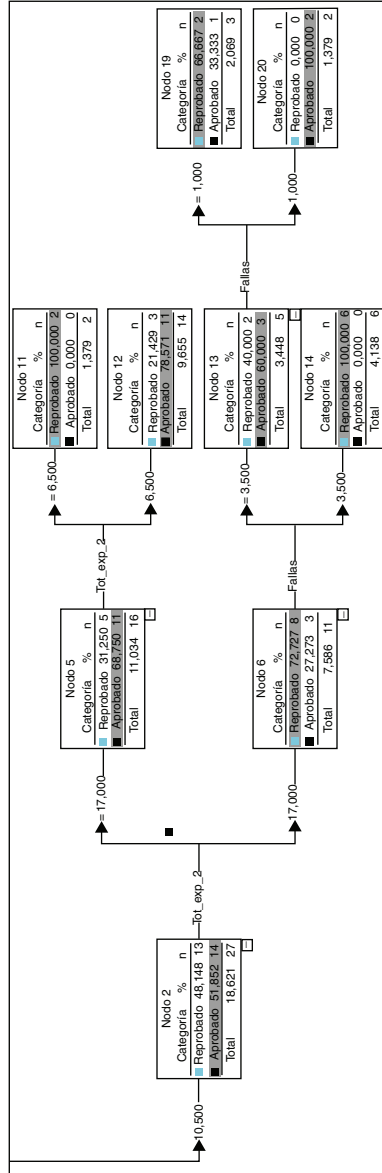 10,500
Nodo 2
Categoría % n
Reprobado 48,148 13
Aprobado 51,852 14
Total 18,621 27
Tot_exp_2
= 17,000
17,000
Nodo 5
Categoría % n
Reprobado 31,250 5
Aprobado 68,750 11
Total 11,034 16
Nodo 6
Categoría % n
Reprobado 72,727 8
Aprobado 27,273 3
Total 7,586 11
Tot_exp_2
= 6,500
6,500
Fallas
= 3,500
3,500
Nodo 11
Categoría % n
Reprobado 100,000 2
Aprobado 0,000 0
Total 1,379 2
Nodo 12
Categoría % n
Reprobado 21,429 3
Aprobado 78,571 11
Total 9,655 14
Nodo 13
Categoría % n
Reprobado 40,000 2
Aprobado 60,000 3
Total 3,448 5
Nodo 14
Categoría % n
Reprobado 100,000 6
Aprobado 0,000 0
Total 4,138 6
Fallas
= 1,000
1,000
Nodo 19
Categoría % n
Reprobado 66,667 2
Aprobado 33,333 1
Total 2,069 3
Nodo 20
Categoría % n
Reprobado 0,000 0
Aprobado 100,000 2
Total 1,379 2